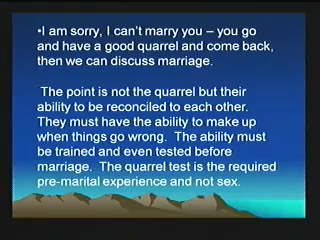 •I am sorry, I can't marry you – you go
and have a good quarrel and come back,
then we can discuss marriage.
The point is not the quarrel but their
ability to be reconciled to each other.
They must have the ability to make up
when things go wrong. The ability must
be trained and even tested before
marriage. The quarrel test is the required
pre-marital experience and not sex.